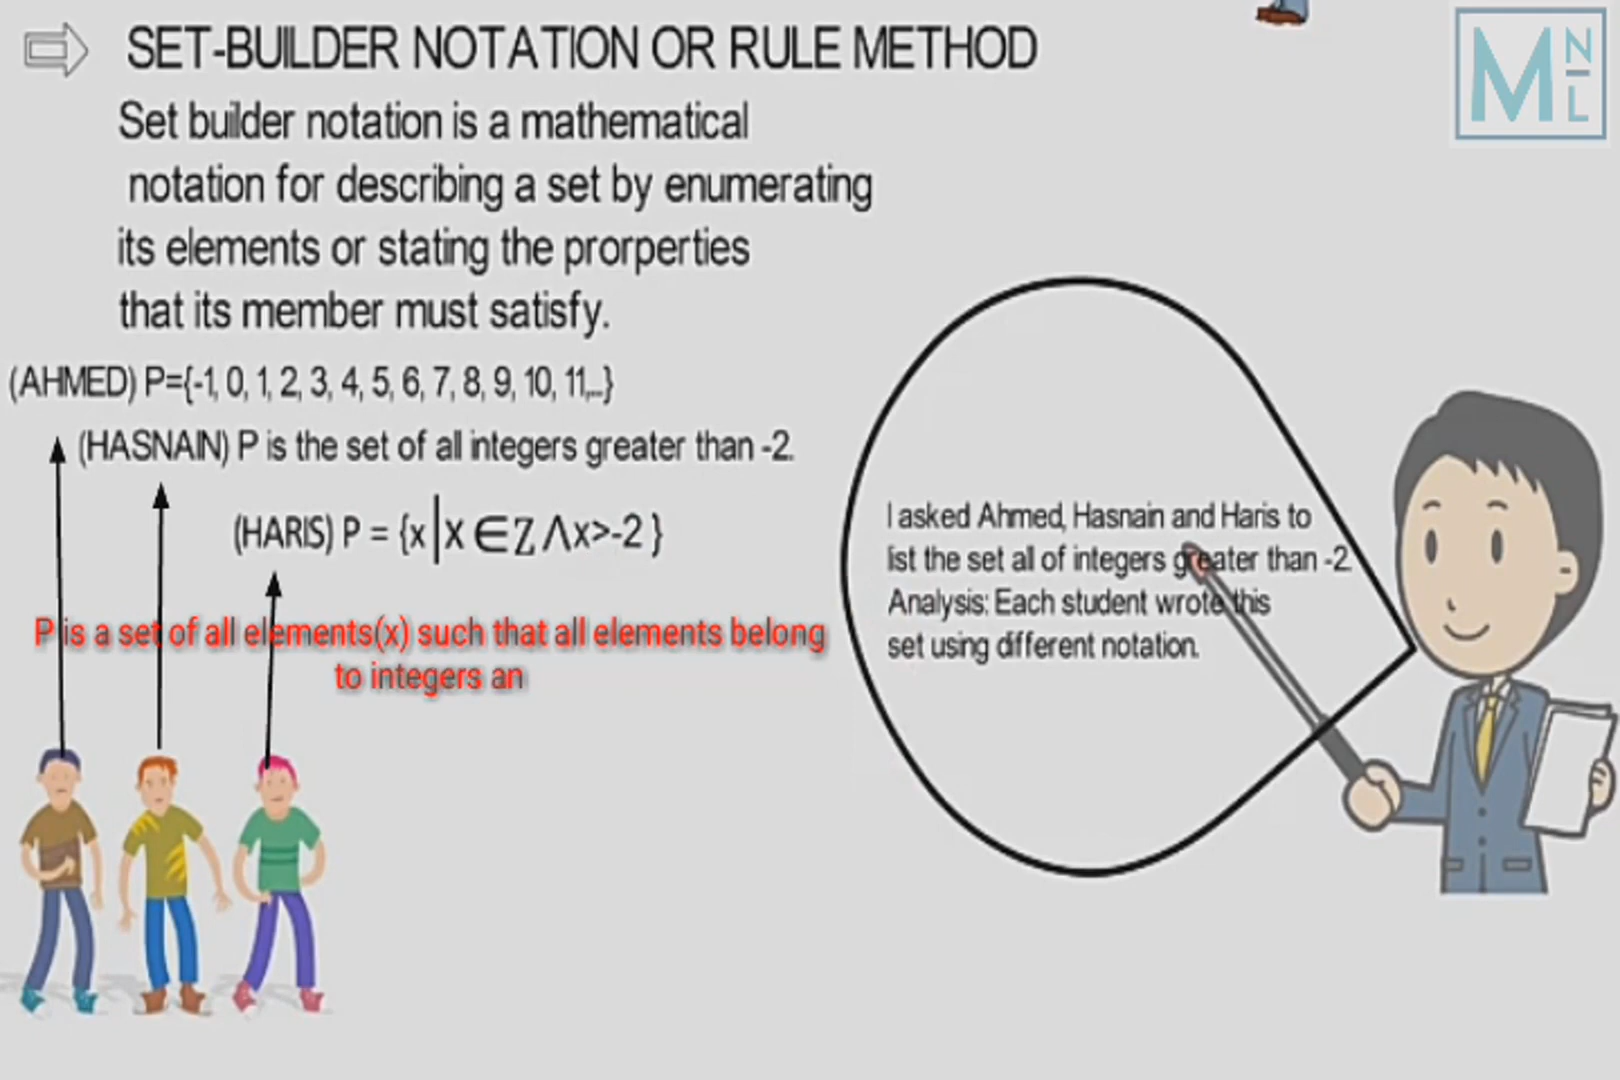 SET-BUILDER NOTATION OR RULE METHOD
Set builder notation is a mathematical
notation for describing a set by enumerating
its elements or stating the prorperties
that its member must satisfy.
(AHMED) P={-1, 0, 1, 2, 3, 4, 5, 6, 7, 8, 9, 10, 11,...}
(HASNAIN) P is the set of all integers greater than -2.
(HARIS) P = {x|x∈Z∧x>-2}
P is a set of all elements(x) such that all elements belong
to integers an
I asked Ahmed, Hasnain and Haris to
list the set all of integers greater than -2.
Analysis: Each student wrote this
set using different notation.
M N L